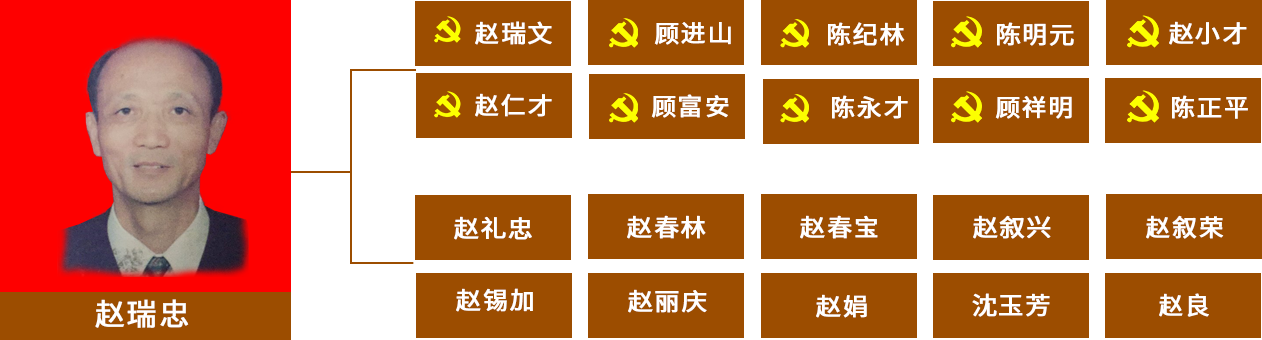 赵瑞忠
赵瑞文 顾进山 陈纪林 陈明元 赵小才
赵仁才 顾富安 陈永才 顾祥明 陈正平
赵礼忠 赵春林 赵春宝 赵叙兴 赵叙荣
赵锡加 赵丽庆 赵娟 沈玉芳 赵良